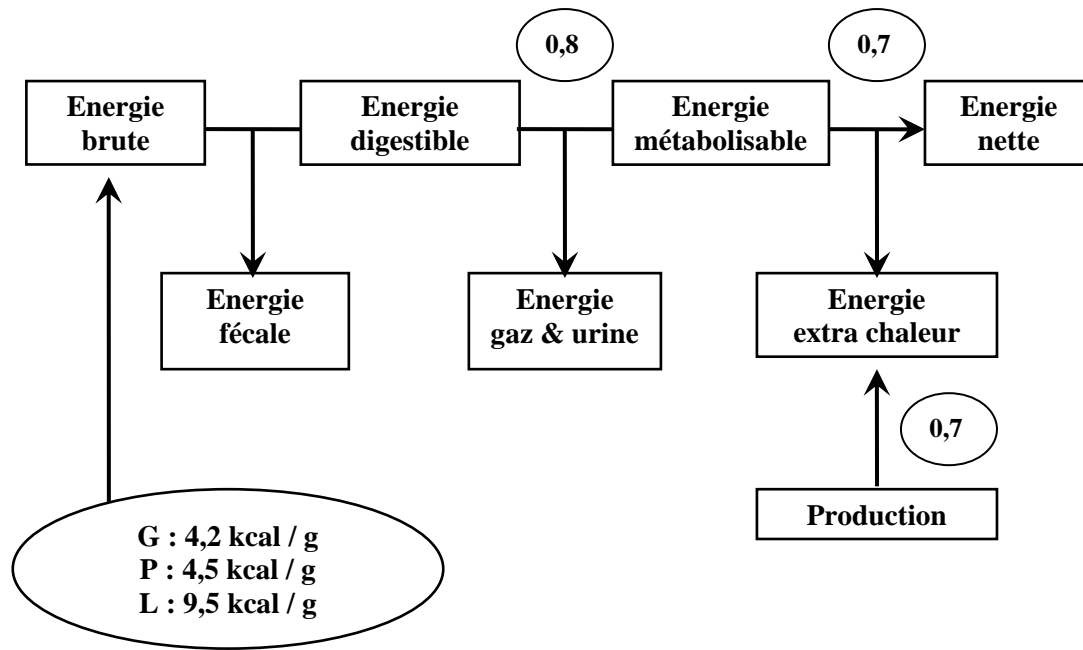 0,8
0,7
Energie
brute
Energie
digestible
Energie
métabolisable
Energie
nette
Energie
fécale
Energie
gaz & urine
Energie
extra chaleur
0,7
Production
G : 4,2 kcal / g
P : 4,5 kcal / g
L : 9,5 kcal / g